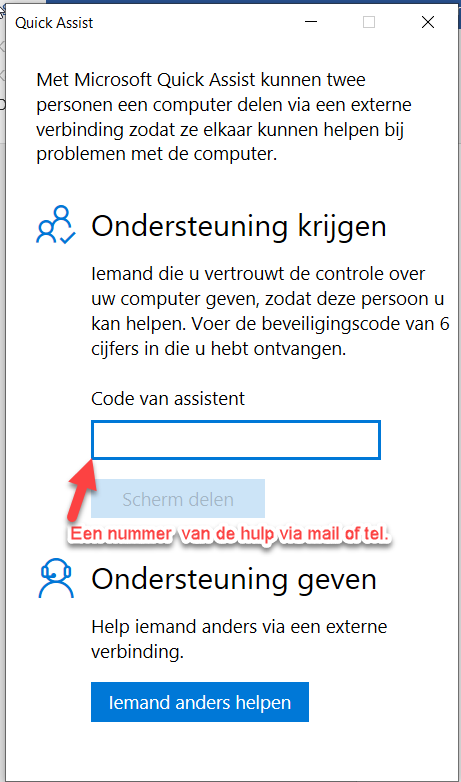 Quick Assist
Met Microsoft Quick Assist kunnen twee
personen een computer delen via een externe
verbinding zodat ze elkaar kunnen helpen bij
problemen met de computer.
Ondersteuning krijgen
Iemand die u vertrouwt de controle over
uw computer geven, zodat deze persoon u
kan helpen. Voer de beveiligingscode van 6
cijfers in die u hebt ontvangen.
Code van assistent
Scherm delen
Een nummer van de hulp via mail of tel.
Ondersteuning geven
Help iemand anders via een externe
verbinding.
Iemand anders helpen